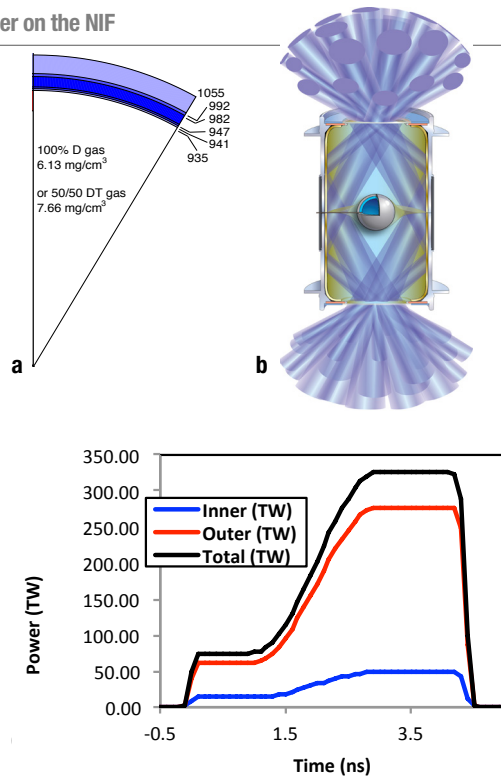 er on the NIF
1055
992
982
947
941
935
100% D gas
6.13 mg/cm³
or 50/50 DT gas
7.66 mg/cm³
a
b
350.00
300.00
250.00
200.00
150.00
100.00
50.00
0.00
Power (TW)
Inner (TW)
Outer (TW)
Total (TW)
-0.5
1.5
3.5
Time (ns)